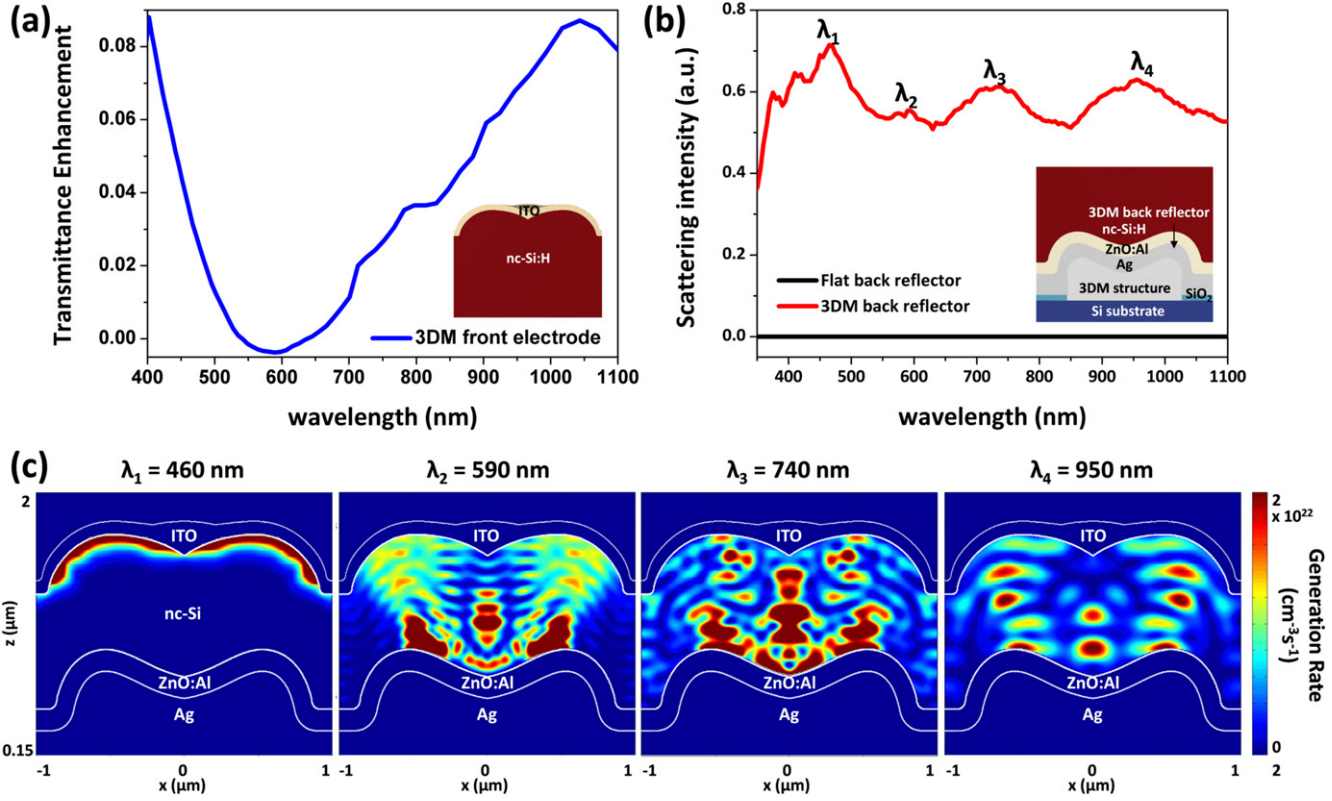 (a)
Transmittance Enhancement
0.08
0.06
0.04
0.02
0.00
400 500 600 700 800 900 1000 1100
wavelength (nm)
ITO
nc-Si:H
3DM front electrode
(b)
Scattering intensity (a.u.)
0.8
0.6
0.4
0.2
0.0
400 500 600 700 800 900 1000 1100
wavelength (nm)
λ1
λ2
λ3
λ4
Flat back reflector
3DM back reflector
3DM back reflector
nc-Si:H
ZnO:Al
Ag
3DM structure
SiO2
Si substrate
(c)
λ1 = 460 nm
λ2 = 590 nm
λ3 = 740 nm
λ4 = 950 nm
2
z (μm)
0.15
ITO
nc-Si
ZnO:Al
Ag
-1 0 1
x (μm)
ITO
ZnO:Al
Ag
-1 0 1
x (μm)
ITO
ZnO:Al
Ag
-1 0 1
x (μm)
ITO
ZnO:Al
Ag
-1 0 1
x (μm)
2
x 10^22
Generation Rate
(cm-3s-1)
0
2